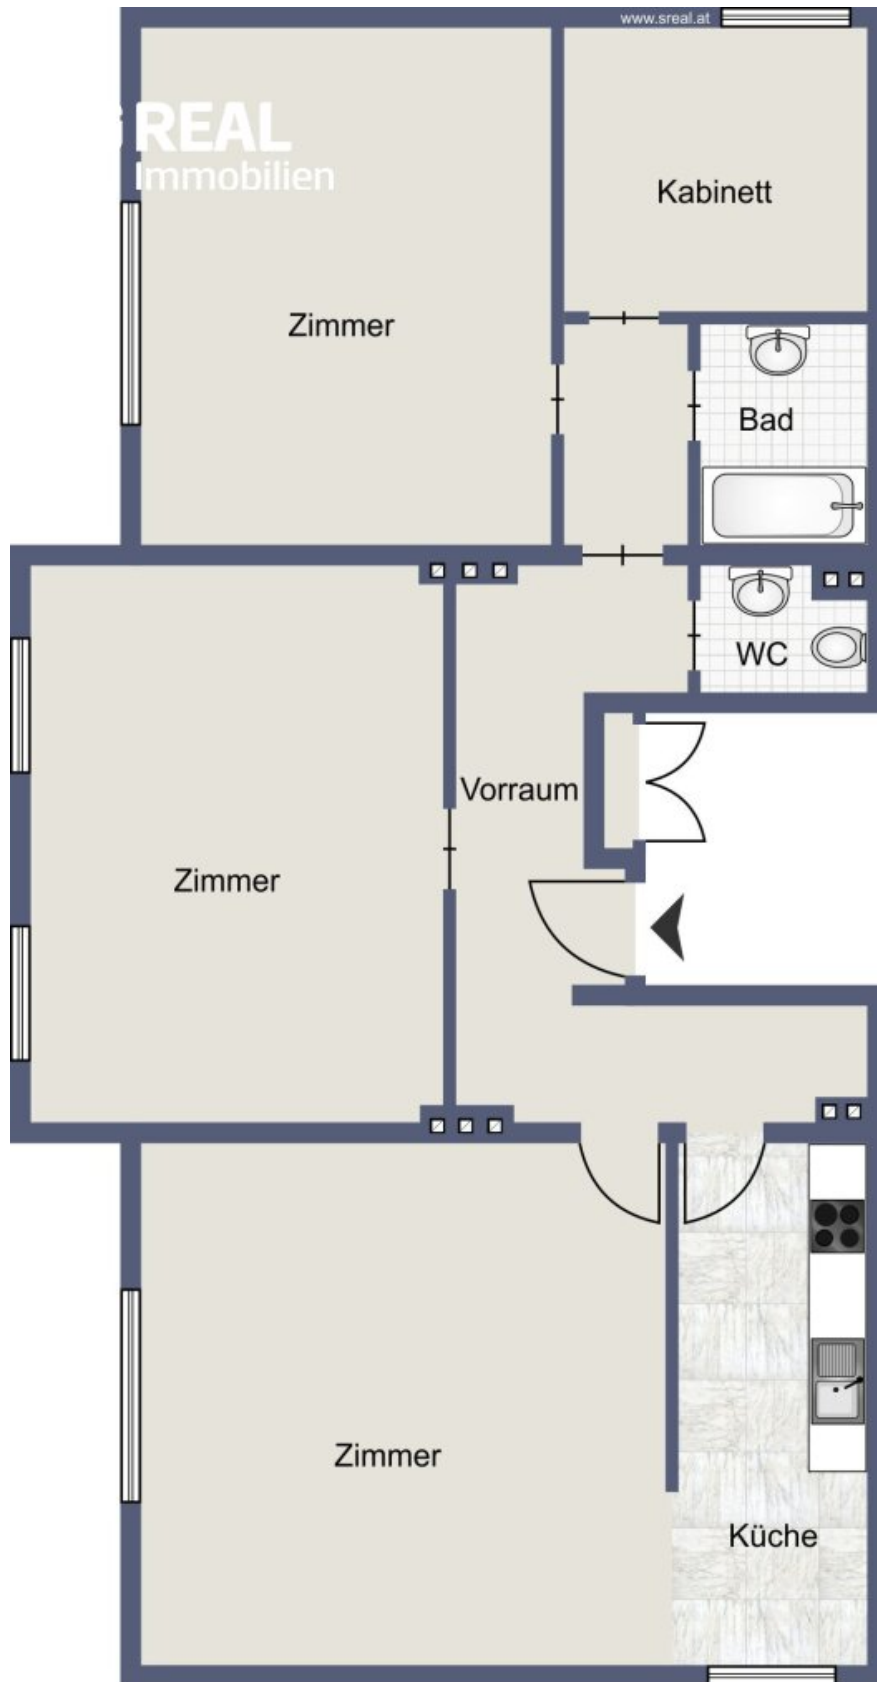 www.sreal.at
REAL
Immobilien
Kabinett
Zimmer
Bad
WC
Vorraum
Zimmer
Zimmer
Küche